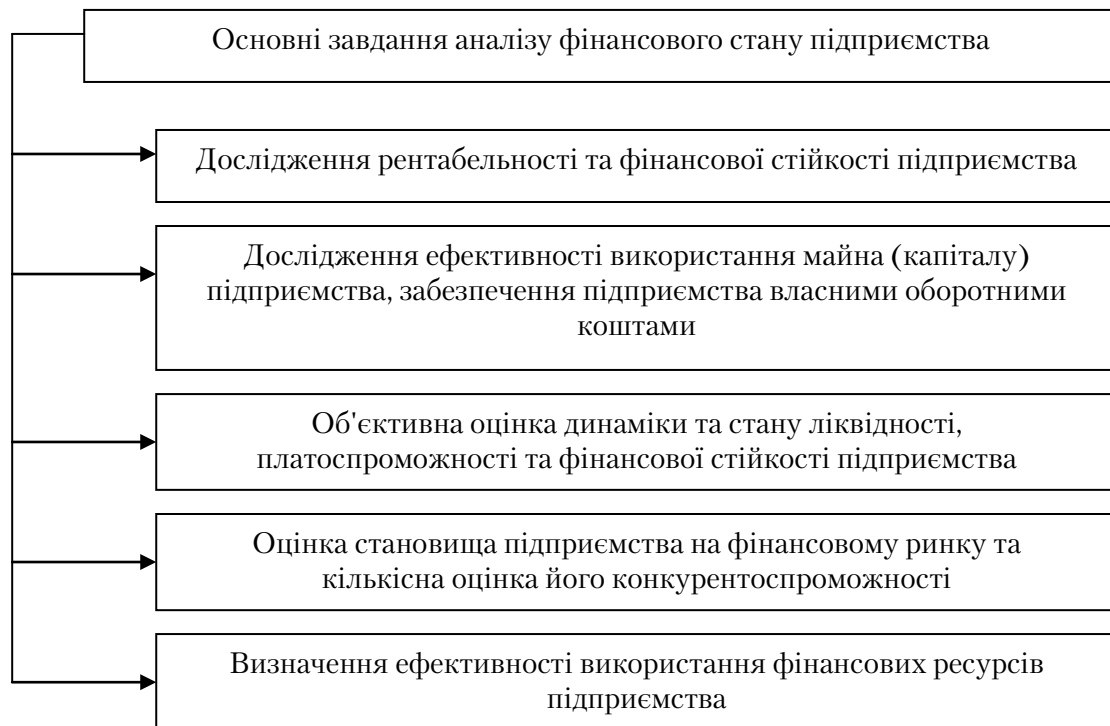 Основні завдання аналізу фінансового стану підприємства
Дослідження рентабельності та фінансової стійкості підприємства
Дослідження ефективності використання майна (капіталу)
підприємства, забезпечення підприємства власними оборотними
коштами
Об'єктивна оцінка динаміки та стану ліквідності,
платоспроможності та фінансової стійкості підприємства
Оцінка становища підприємства на фінансовому ринку та
кількісна оцінка його конкурентоспроможності
Визначення ефективності використання фінансових ресурсів
підприємства